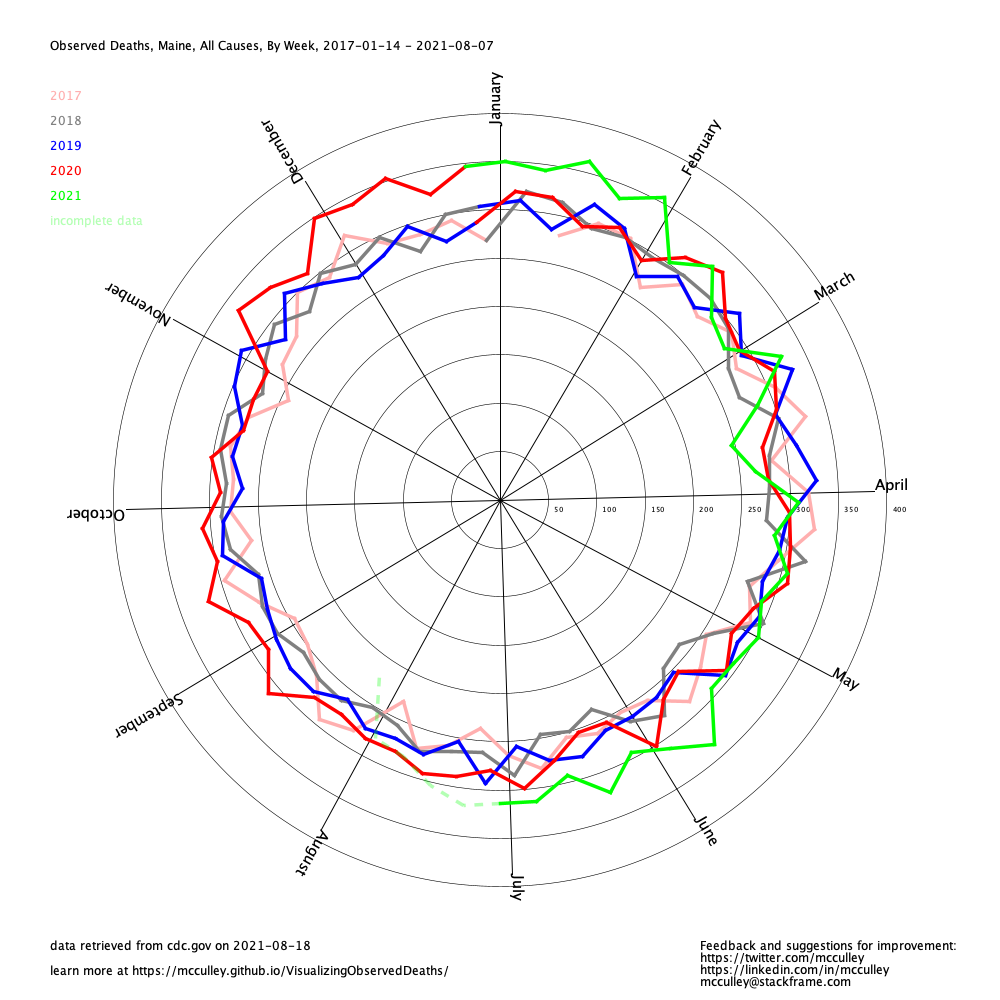 Observed Deaths, Maine, All Causes, By Week, 2017-01-14 - 2021-08-07
2017
2018
2019
2020
2021
incomplete data
January
February
March
April
May
June
July
August
September
October
November
December
50
100
150
200
250
300
350
400
data retrieved from cdc.gov on 2021-08-18
learn more at https://mcculley.github.io/VisualizingObservedDeaths/
Feedback and suggestions for improvement:
https://twitter.com/mcculley
https://linkedin.com/in/mcculley
mcculley@stackframe.com